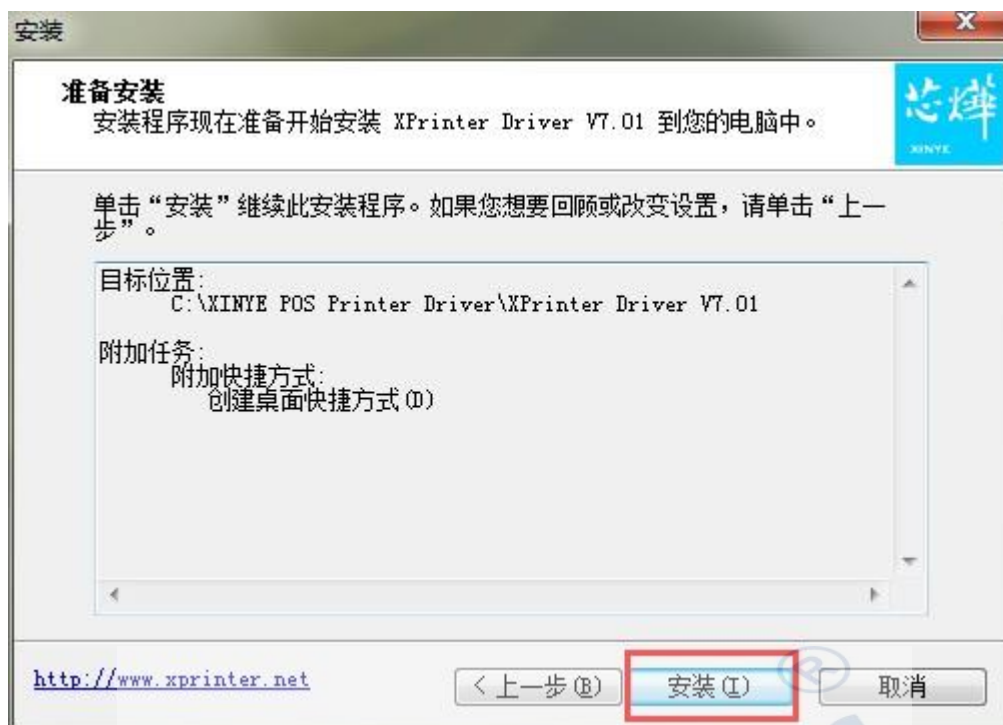 安装
准备安装
安装程序现在准备开始安装 XPrinter Driver V7.01 到您的电脑中。
芯烨
XINYE
单击“安装”继续此安装程序。如果您想要回顾或改变设置，请单击“上一
步”。
目标位置:
C:\XINYE POS Printer Driver\XPrinter Driver V7.01
附加任务:
附加快捷方式:
创建桌面快捷方式(D)
http://www.xprinter.net
< 上一步(B)
安装(I)
取消